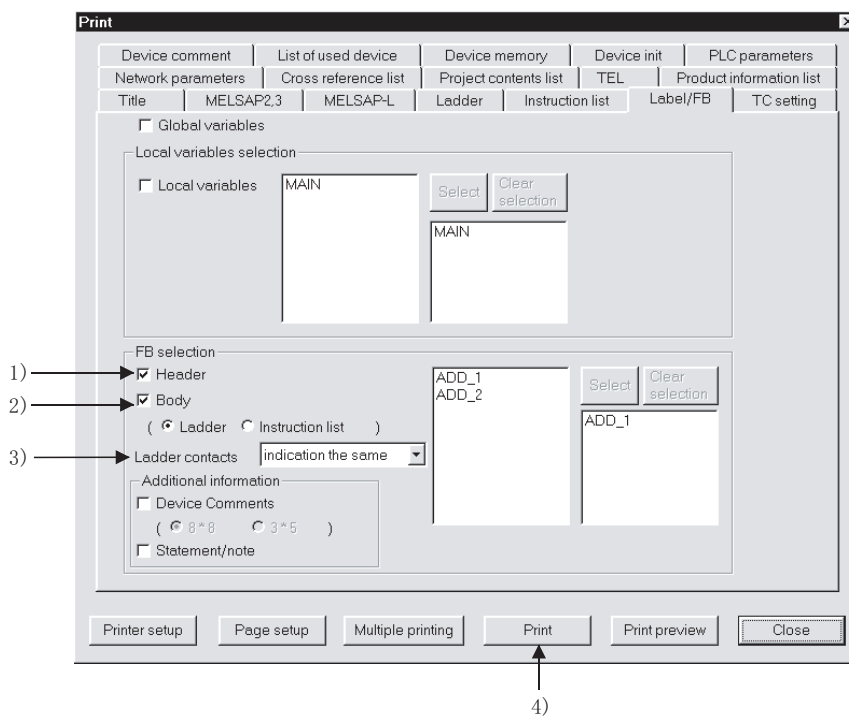 Print
Device comment List of used device Device memory Device init PLC parameters
Network parameters Cross reference list Project contents list TEL Product information list
Title MELSAP2,3 MELSAP-L Ladder Instruction list Label/FB TC setting
Global variables
Local variables selection
Local variables
MAIN
Select
Clear
selection
MAIN
FB selection
1)
Header
2)
Body
( Ladder Instruction list )
3)
Ladder contacts indication the same
Additional information
Device Comments
( 8*8 3*5 )
Statement/note
ADD_1
ADD_2
Select
Clear
selection
ADD_1
Printer setup Page setup Multiple printing Print Print preview Close
4)